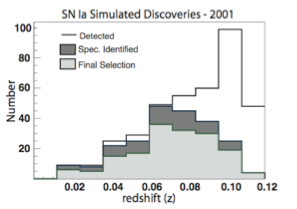 SN Ia Simulated Discoveries - 2001
Detected
Spec. Identified
Final Selection
Number
100
80
60
40
20
0.02 0.04 0.06 0.08 0.10 0.12
redshift (z)